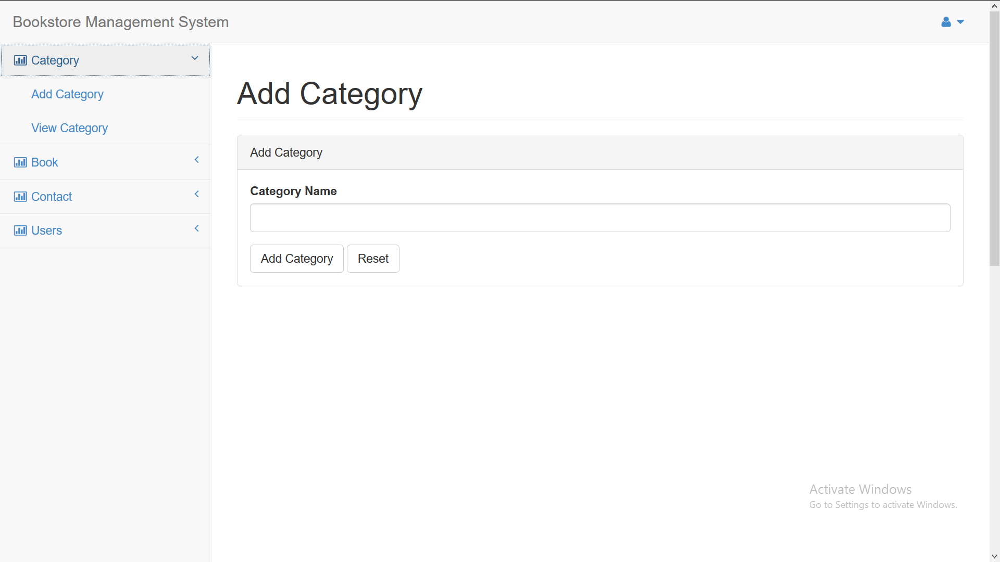 Bookstore Management System
Category
Add Category
View Category
Book
Contact
Users
Add Category
Add Category
Category Name
Add Category Reset
Activate Windows
Go to Settings to activate Windows.